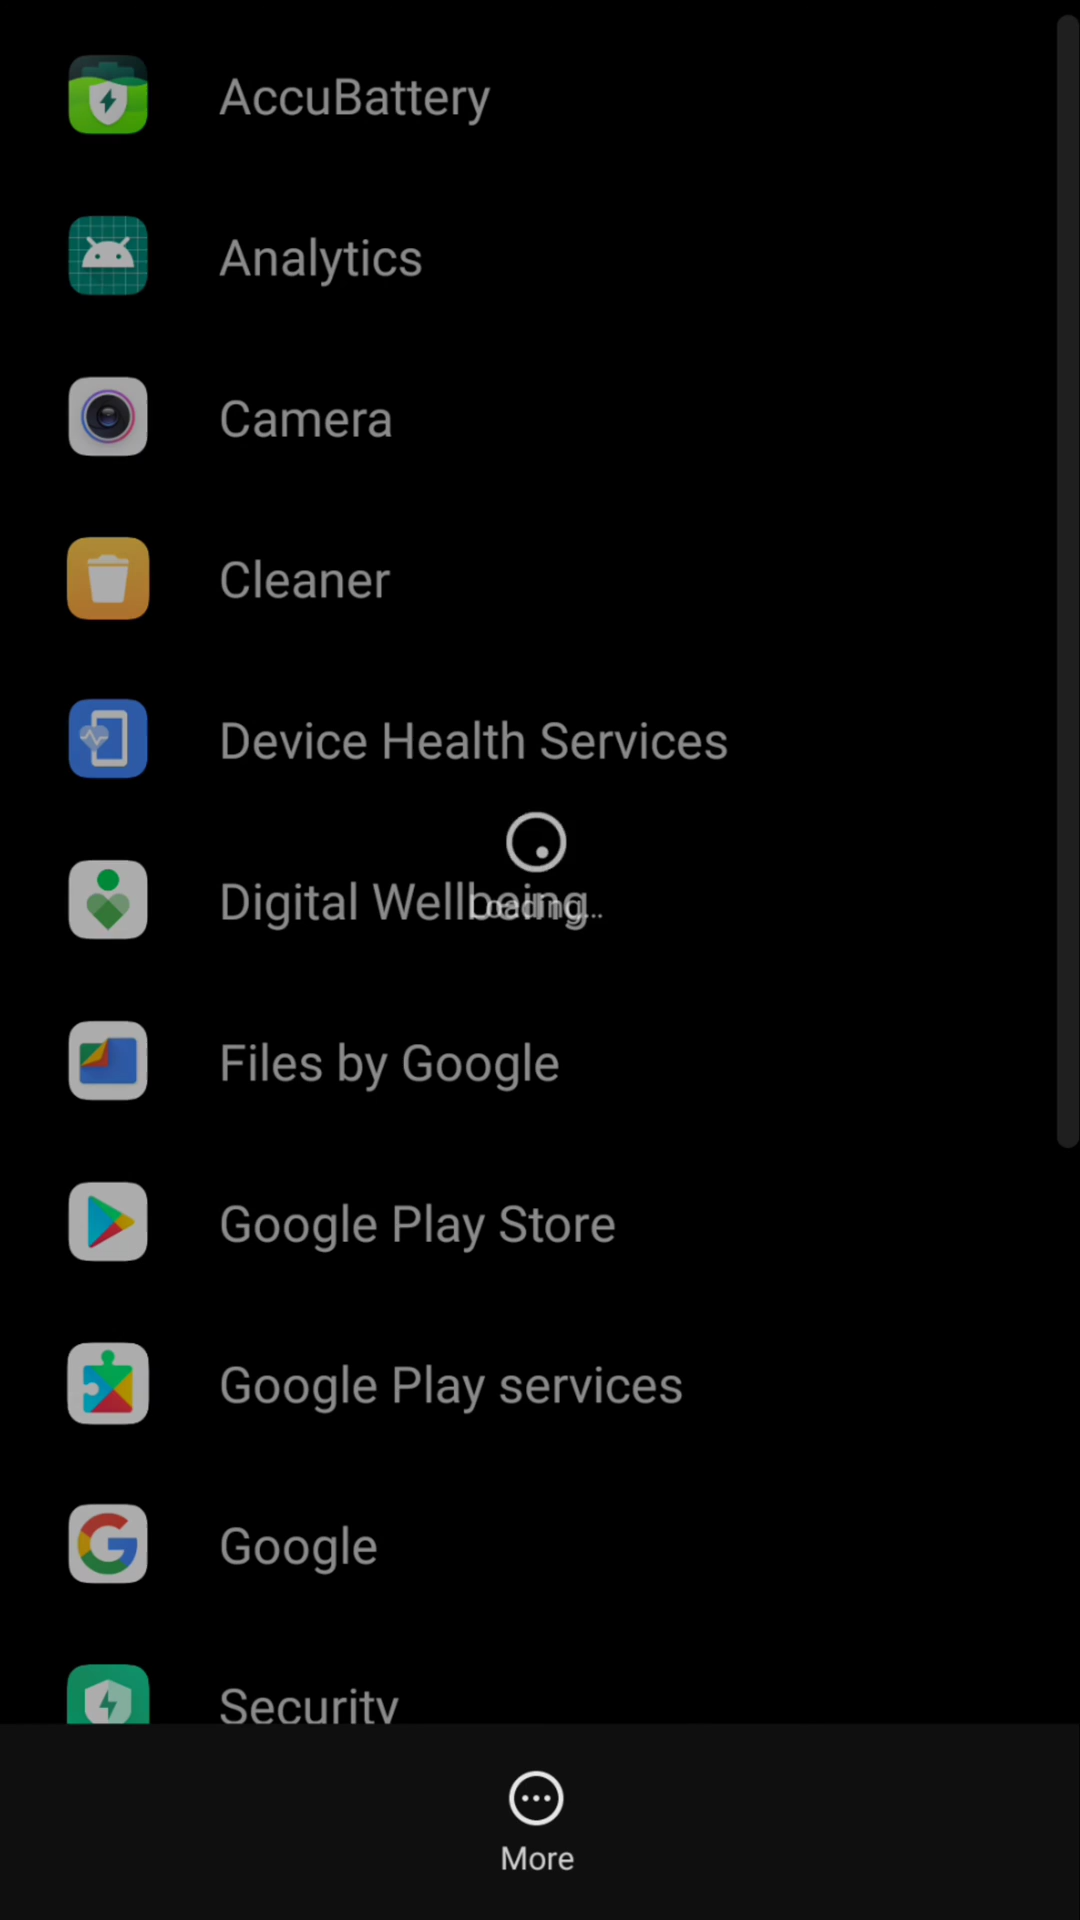 AccuBattery
Analytics
Camera
Cleaner
Device Health Services
Digital Wellbeing
Loading...
Files by Google
Google Play Store
Google Play services
Google
Security
More